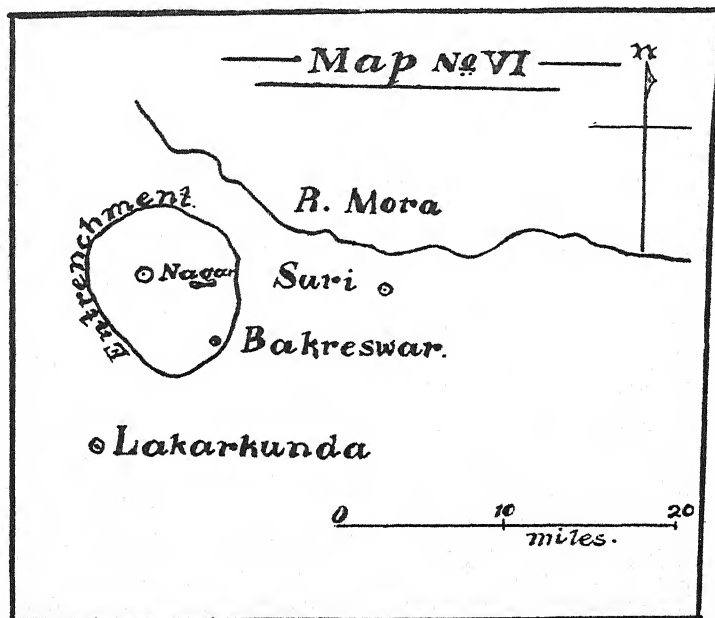 Map No VI
n
R. Mora
Entrenchment.
Nagar
Suri
Bakreswar.
Lakarkunda
0 10 20
miles.